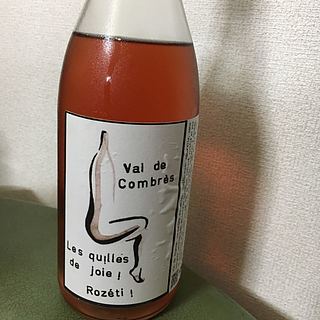 Val de
Combrès
Les quilles
de joie !
Rozéti !